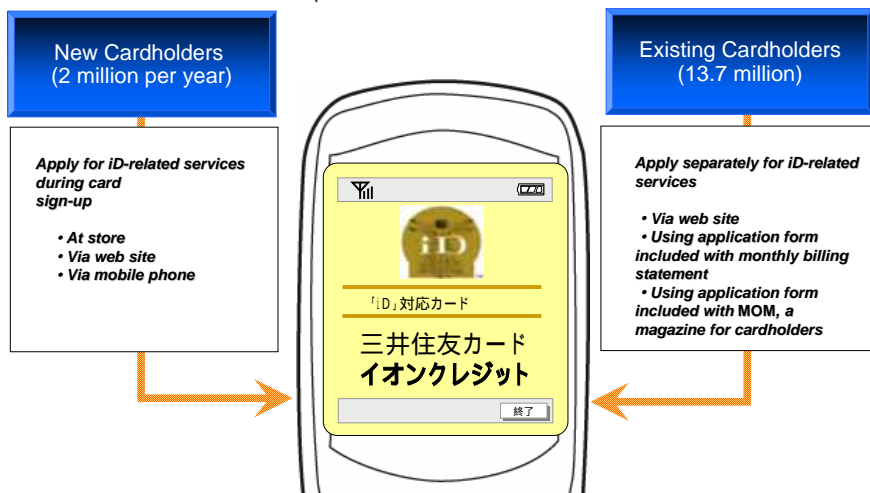 New Cardholders
(2 million per year)
Apply for iD-related services
during card
sign-up
• At store
• Via web site
• Via mobile phone
iD
「iD」対応カード
三井住友カード
イオンクレジット
終了
Existing Cardholders
(13.7 million)
Apply separately for iD-related
services
• Via web site
• Using application form
included with monthly billing
statement
• Using application form
included with MOM, a
magazine for cardholders